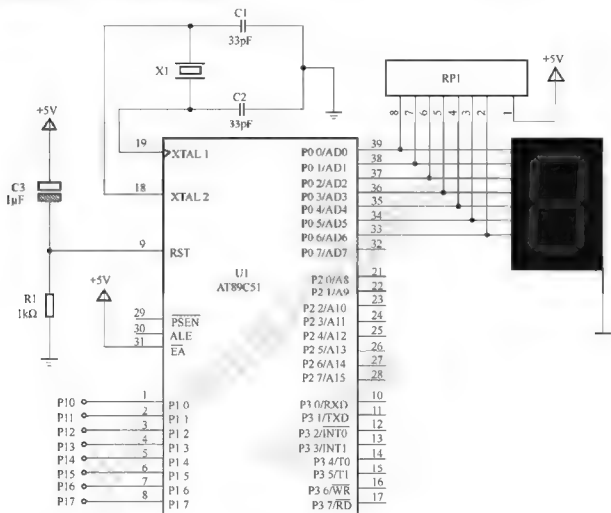 C1
33pF
X1
C2
33pF
+5V
RP1
8 7 6 5 4 3 2 1
+5V
C3
1μF
R1
1kΩ
+5V
19 XTAL 1
18 XTAL 2
9 RST
U1
AT89C51
29 PSEN
30 ALE
31 EA
P10 1 P1 0
P11 2 P1 1
P12 3 P1 2
P13 4 P1 3
P14 5 P1 4
P15 6 P1 5
P16 7 P1 6
P17 8 P1 7
P0 0/AD0 39
P0 1/AD1 38
P0 2/AD2 37
P0 3/AD3 36
P0 4/AD4 35
P0 5/AD5 34
P0 6/AD6 33
P0 7/AD7 32
P2 0/A8 21
P2 1/A9 22
P2 2/A10 23
P2 3/A11 24
P2 4/A12 25
P2 5/A13 26
P2 6/A14 27
P2 7/A15 28
P3 0/RXD 10
P3 1/TXD 11
P3 2/INT0 12
P3 3/INT1 13
P3 4/T0 14
P3 5/T1 15
P3 6/WR 16
P3 7/RD 17